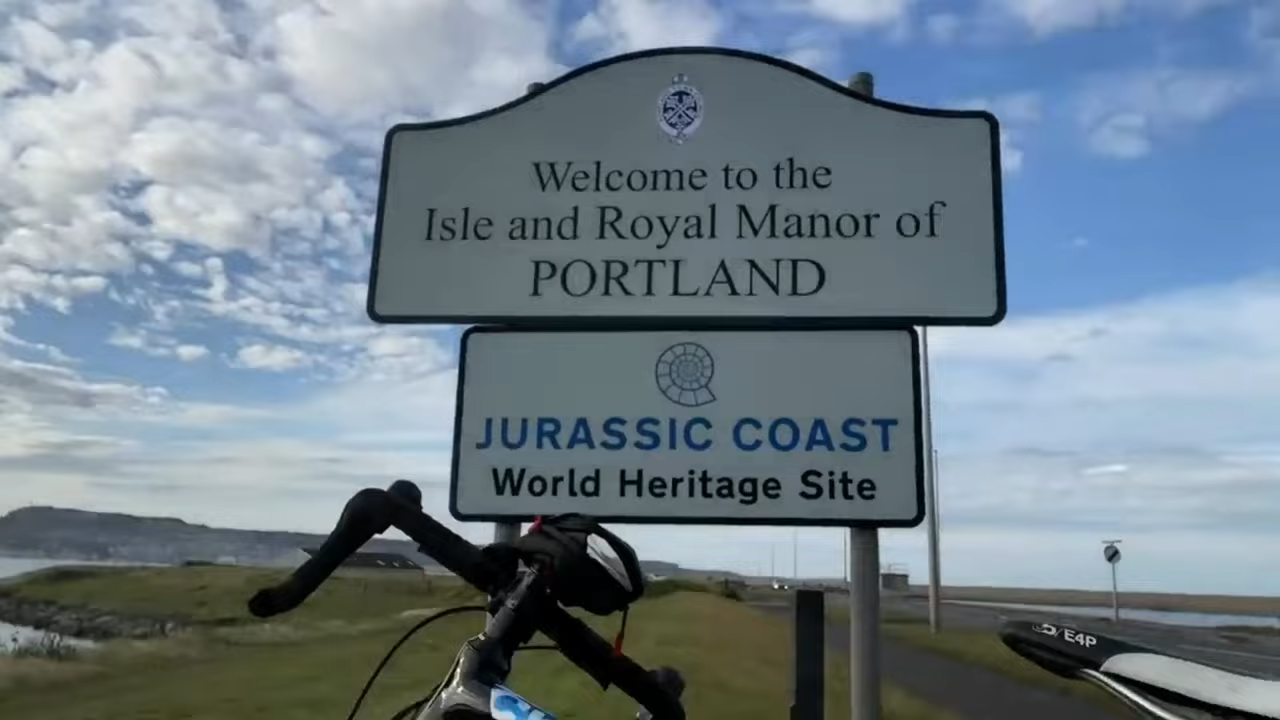 Welcome to the
Isle and Royal Manor of
PORTLAND
JURASSIC COAST
World Heritage Site
E4P